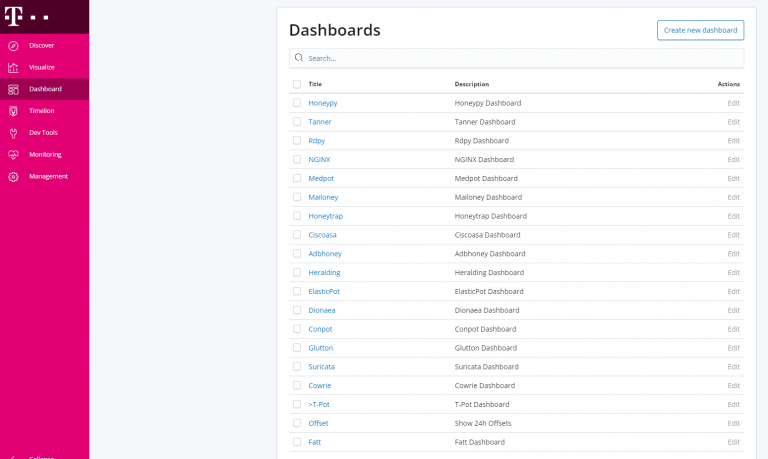 T
Discover
Visualize
Dashboard
Timelion
Dev Tools
Monitoring
Management
Dashboards
Create new dashboard
Search...
Title Description Actions
Honeypy Honeypy Dashboard Edit
Tanner Tanner Dashboard Edit
Rdpy Rdpy Dashboard Edit
NGINX NGINX Dashboard Edit
Medpot Medpot Dashboard Edit
Mailoney Mailoney Dashboard Edit
Honeytrap Honeytrap Dashboard Edit
Ciscoasa Ciscoasa Dashboard Edit
Adbhoney Adbhoney Dashboard Edit
Heralding Heralding Dashboard Edit
ElasticPot ElasticPot Dashboard Edit
Dionaea Dionaea Dashboard Edit
Conpot Conpot Dashboard Edit
Glutton Glutton Dashboard Edit
Suricata Suricata Dashboard Edit
Cowrie Cowrie Dashboard Edit
>T-Pot T-Pot Dashboard Edit
Offset Show 24h Offsets Edit
Fatt Fatt Dashboard Edit